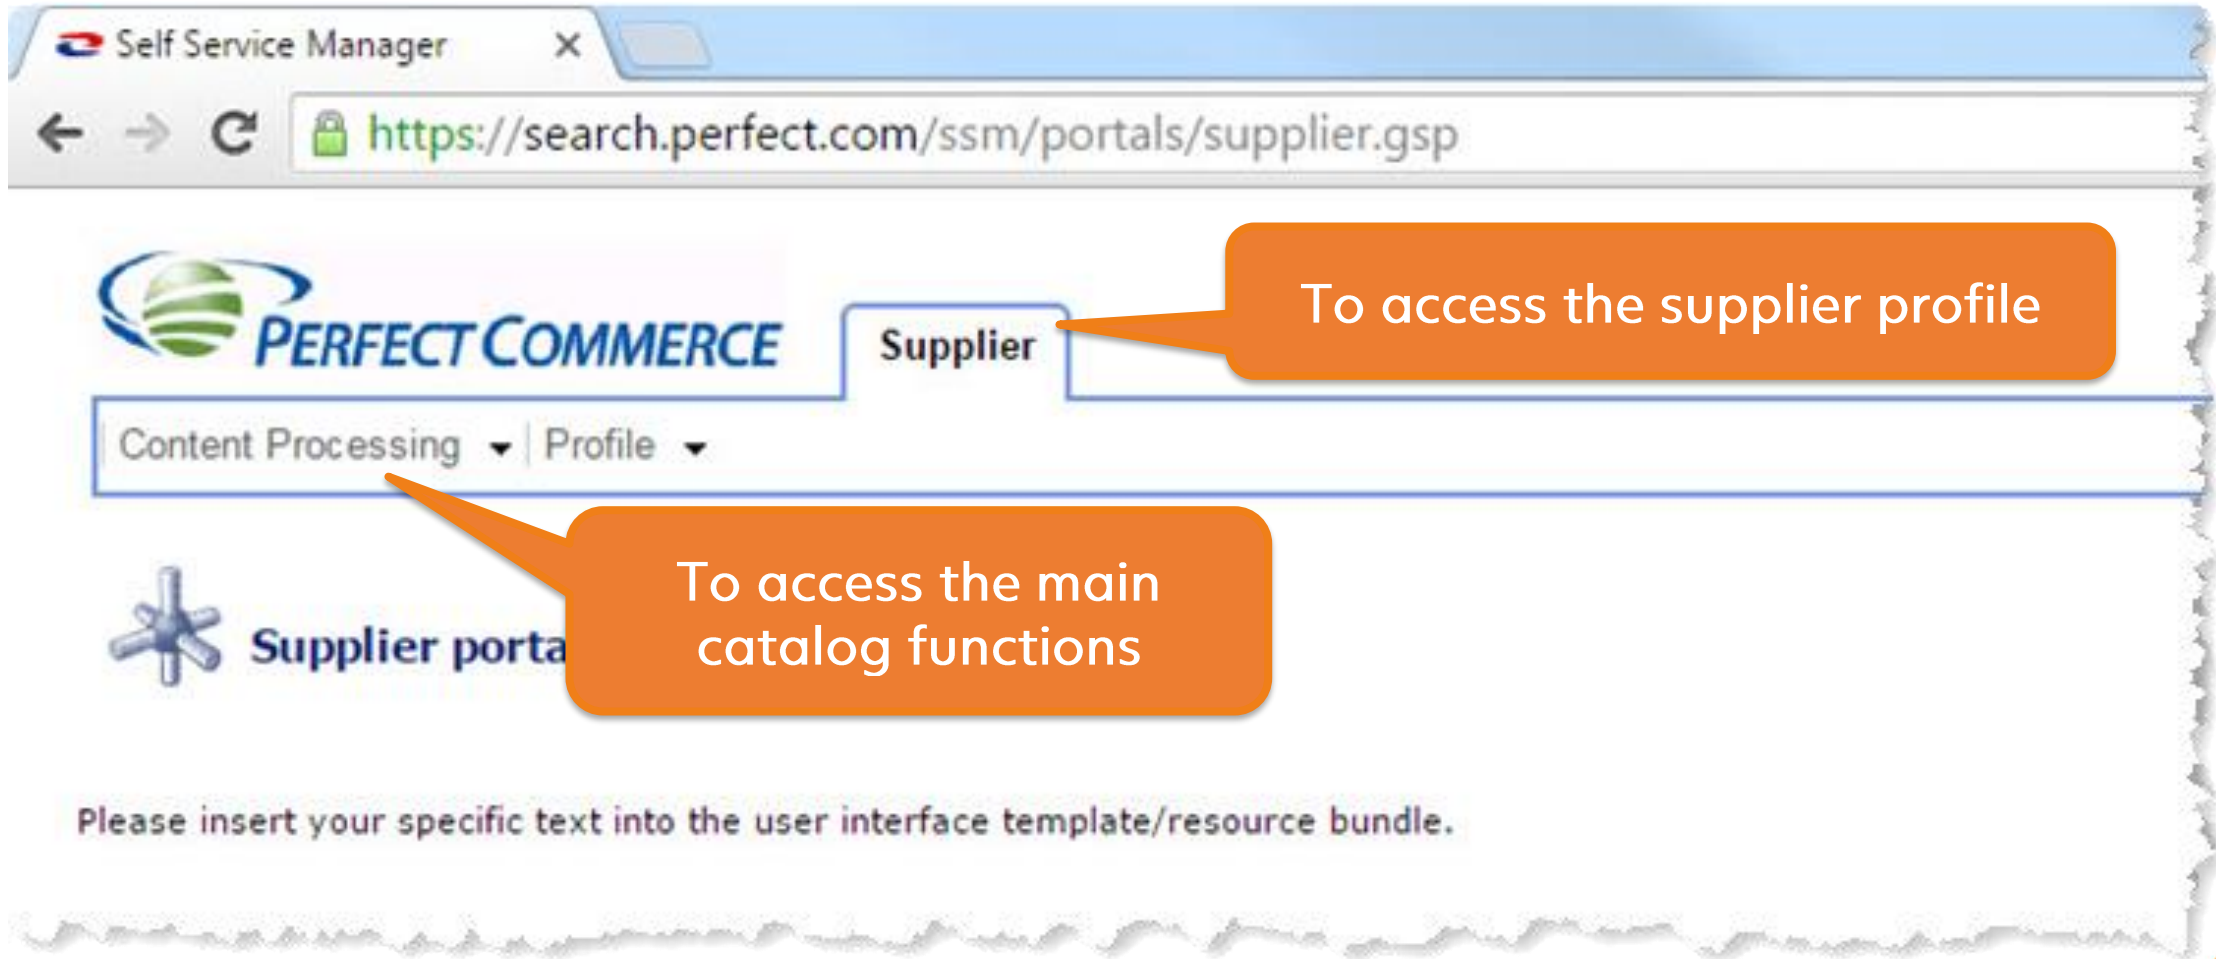 Self Service Manager
https://search.perfect.com/ssm/portals/supplier.gsp
PERFECT COMMERCE
Supplier
To access the supplier profile
Content Processing
Profile
To access the main
catalog functions
Supplier porta
Please insert your specific text into the user interface template/resource bundle.